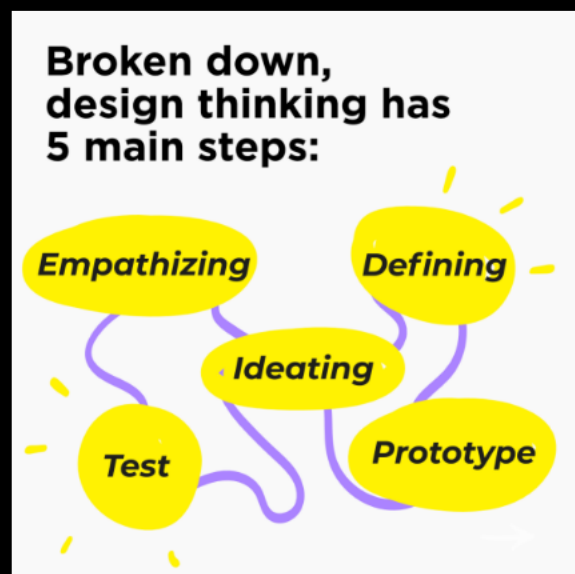 Broken down,
design thinking has
5 main steps:
Empathizing
Defining
Ideating
Test
Prototype